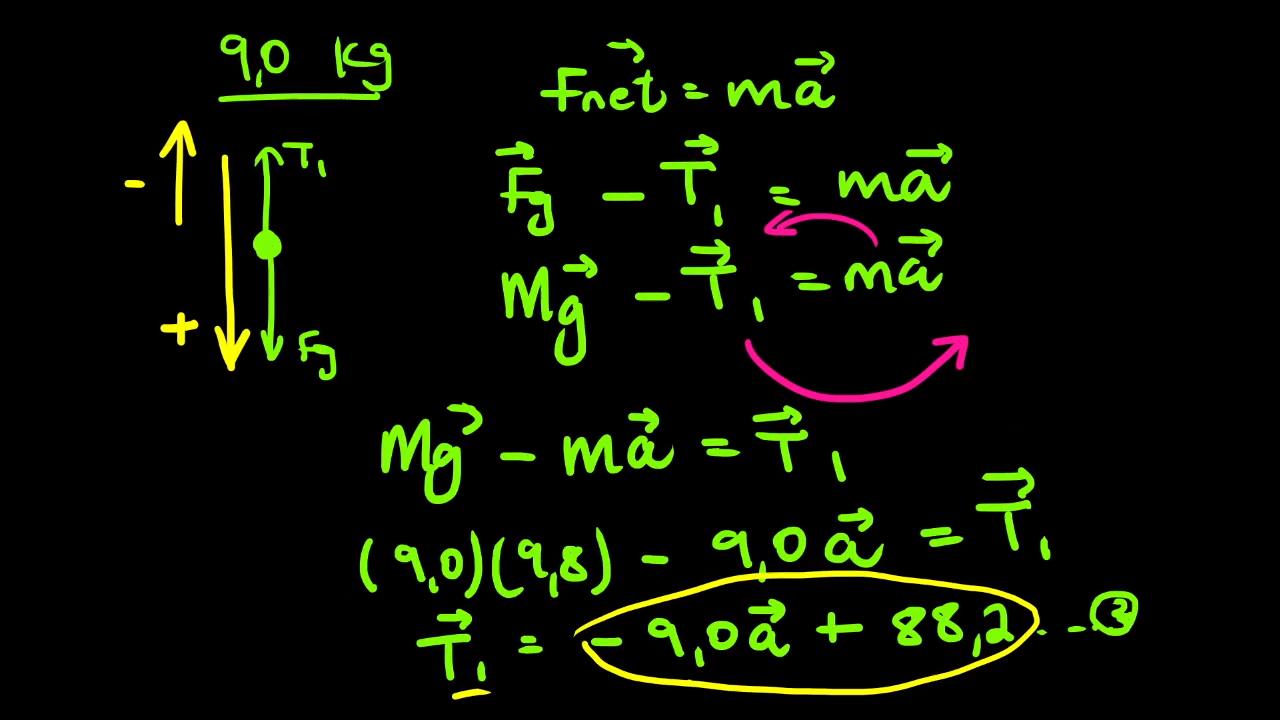 9,0 Kg
Fnet = ma
T1
-
Fg - T1 = ma
Mg - T1 = ma
+
Fg
Mg - ma = T1
(9,0)(9,8) - 9,0a = T1
T1 = -9,0a + 88,2 . - - ③